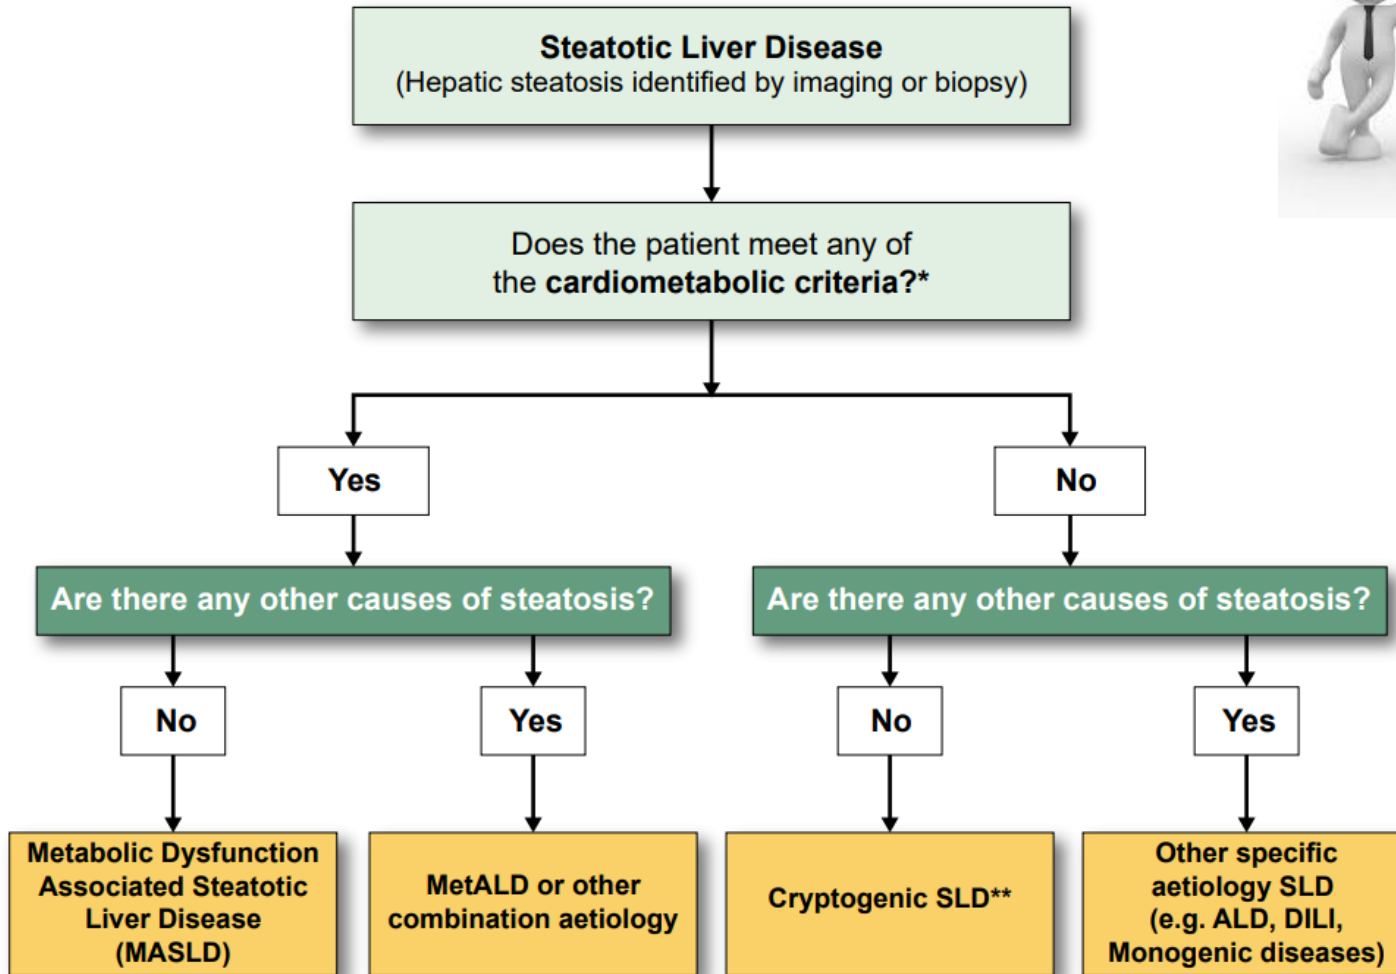 Steatotic Liver Disease
(Hepatic steatosis identified by imaging or biopsy)
Does the patient meet any of
the cardiometabolic criteria?*
Yes
No
Are there any other causes of steatosis?
Are there any other causes of steatosis?
No
Yes
No
Yes
Metabolic Dysfunction
Associated Steatotic
Liver Disease
(MASLD)
MetALD or other
combination aetiology
Cryptogenic SLD**
Other specific
aetiology SLD
(e.g. ALD, DILI,
Monogenic diseases)